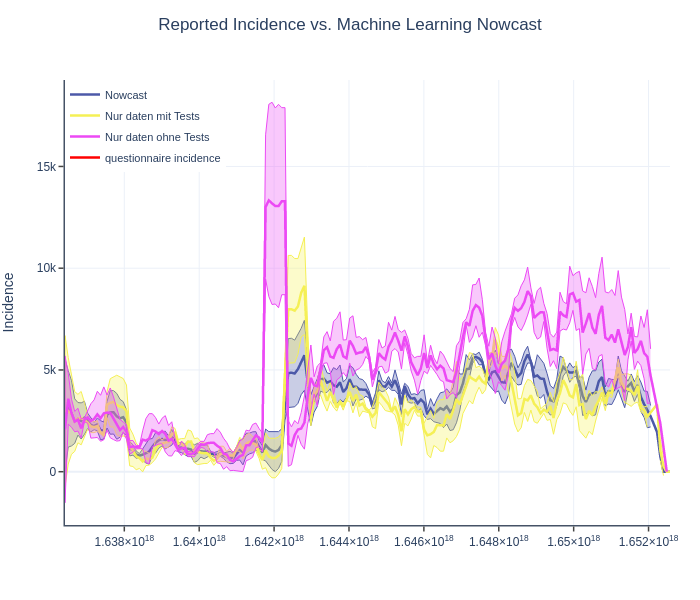 Reported Incidence vs. Machine Learning Nowcast
Nowcast
Nur daten mit Tests
Nur daten ohne Tests
questionnaire incidence
15k
10k
5k
0
Incidence
1.638×10¹⁸
1.64×10¹⁸
1.642×10¹⁸
1.644×10¹⁸
1.646×10¹⁸
1.648×10¹⁸
1.65×10¹⁸
1.652×10¹⁸